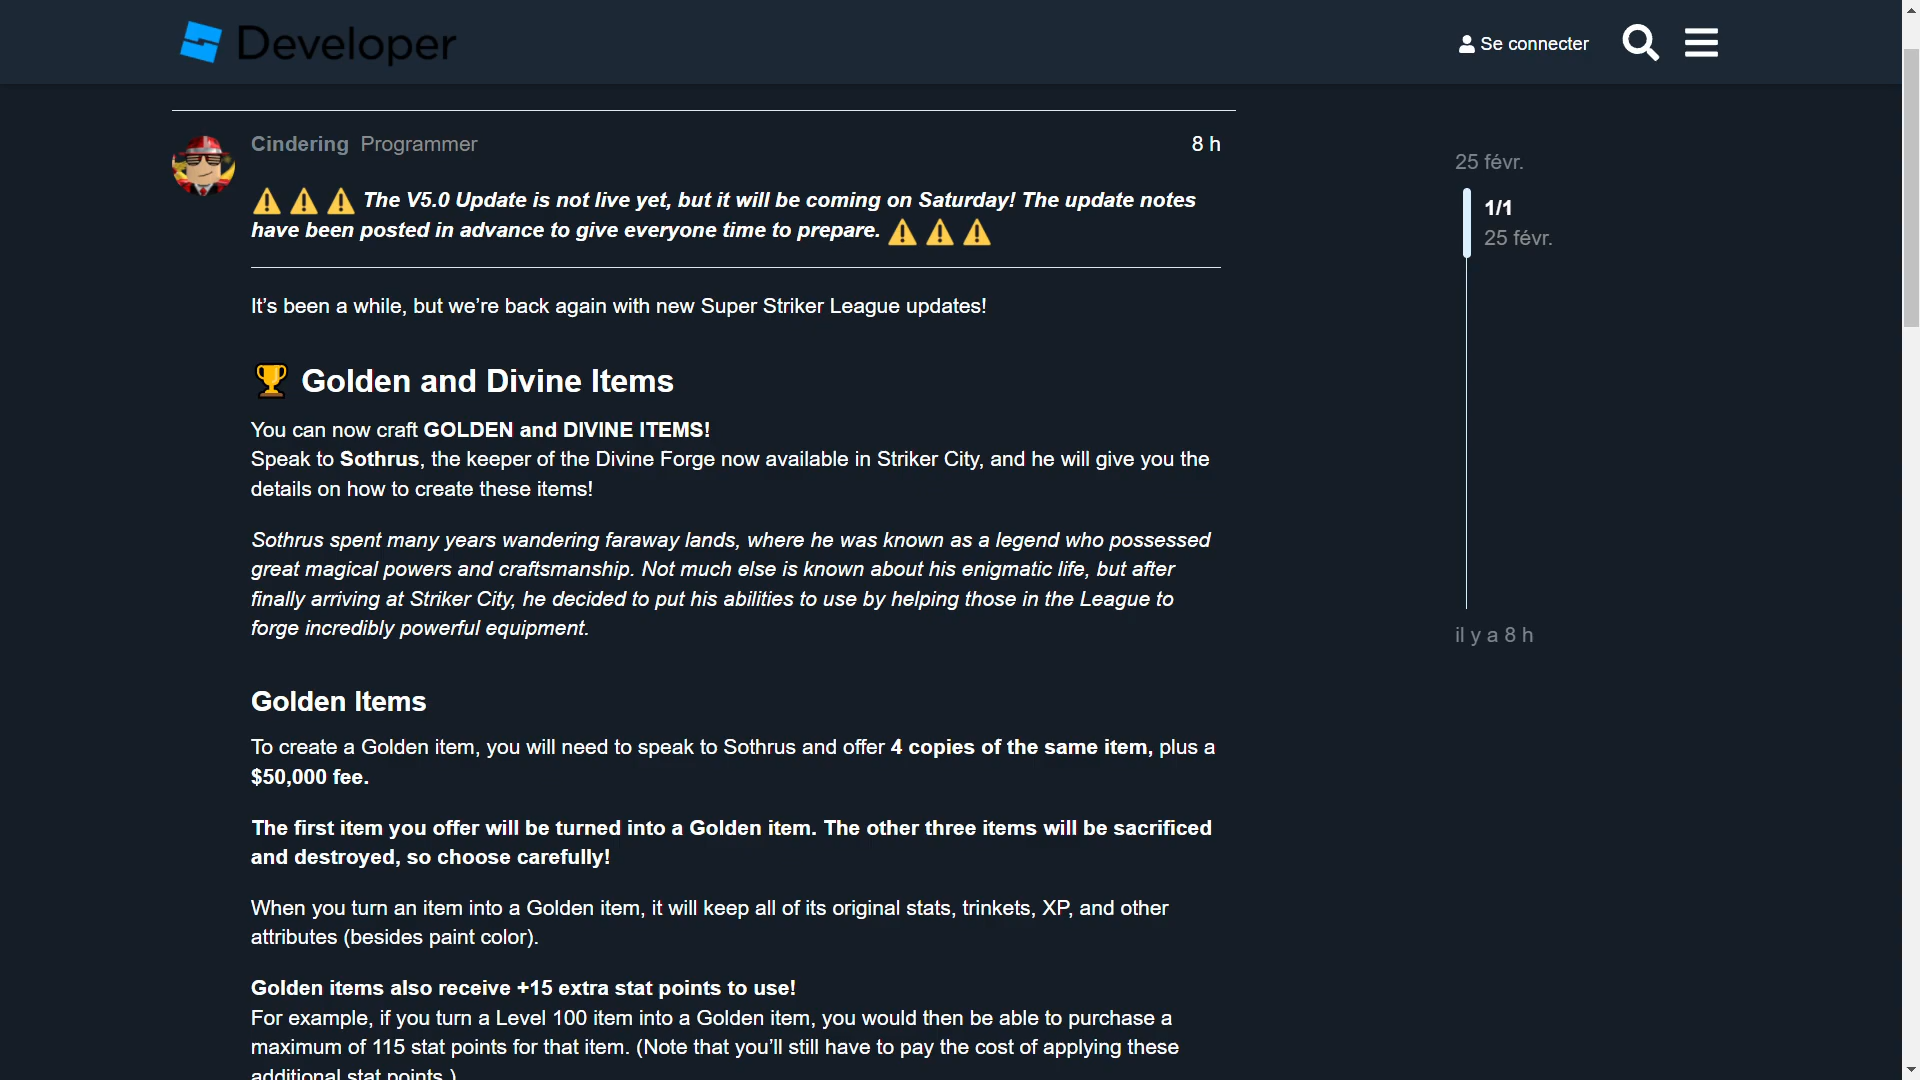 Developer
Se connecter
Cindering Programmer
8 h
The V5.0 Update is not live yet, but it will be coming on Saturday! The update notes
have been posted in advance to give everyone time to prepare.
It’s been a while, but we’re back again with new Super Striker League updates!
Golden and Divine Items
You can now craft GOLDEN and DIVINE ITEMS!
Speak to Sothrus, the keeper of the Divine Forge now available in Striker City, and he will give you the
details on how to create these items!
Sothrus spent many years wandering faraway lands, where he was known as a legend who possessed
great magical powers and craftsmanship. Not much else is known about his enigmatic life, but after
finally arriving at Striker City, he decided to put his abilities to use by helping those in the League to
forge incredibly powerful equipment.
Golden Items
To create a Golden item, you will need to speak to Sothrus and offer 4 copies of the same item, plus a
$50,000 fee.
The first item you offer will be turned into a Golden item. The other three items will be sacrificed
and destroyed, so choose carefully!
When you turn an item into a Golden item, it will keep all of its original stats, trinkets, XP, and other
attributes (besides paint color).
Golden items also receive +15 extra stat points to use!
For example, if you turn a Level 100 item into a Golden item, you would then be able to purchase a
maximum of 115 stat points for that item. (Note that you’ll still have to pay the cost of applying these
additional stat points.)
25 févr.
1/1
25 févr.
il y a 8 h